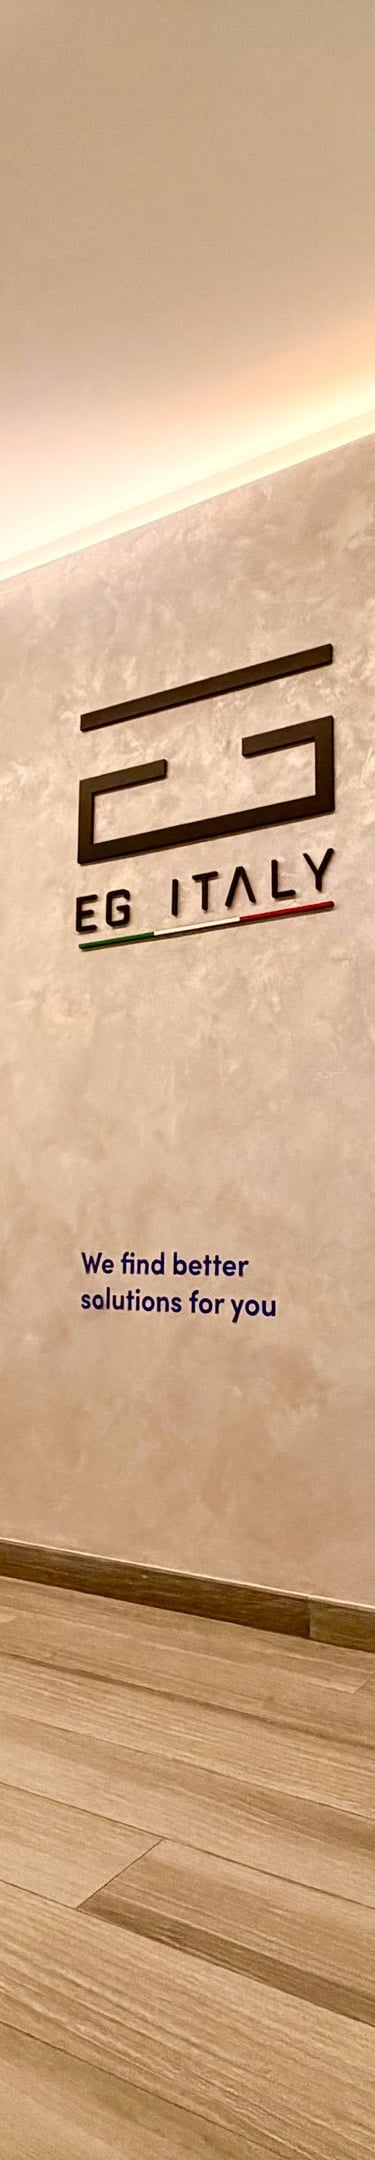 EG ITALY
We find better
solutions for you